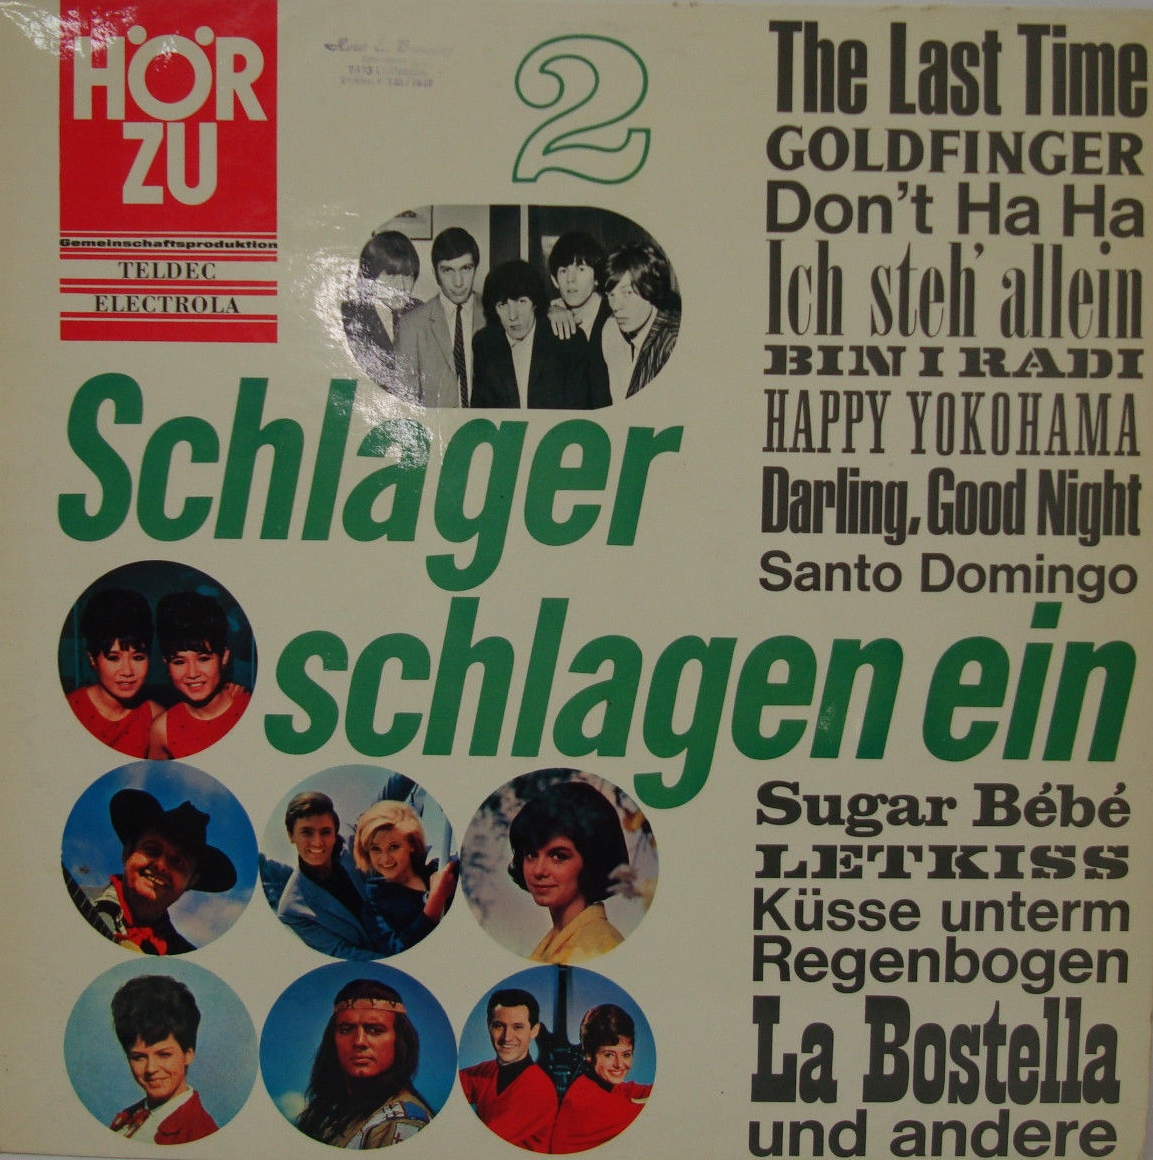 HÖR
ZU
Gemeinschaftsproduktion
TELDEC
ELECTROLA
2
Schlager
schlagen ein
The Last Time
GOLDFINGER
Don't Ha Ha
Ich steh' allein
BINI RADI
HAPPY YOKOHAMA
Darling, Good Night
Santo Domingo
Sugar Bébé
LETKISS
Küsse unterm
Regenbogen
La Bostella
und andere